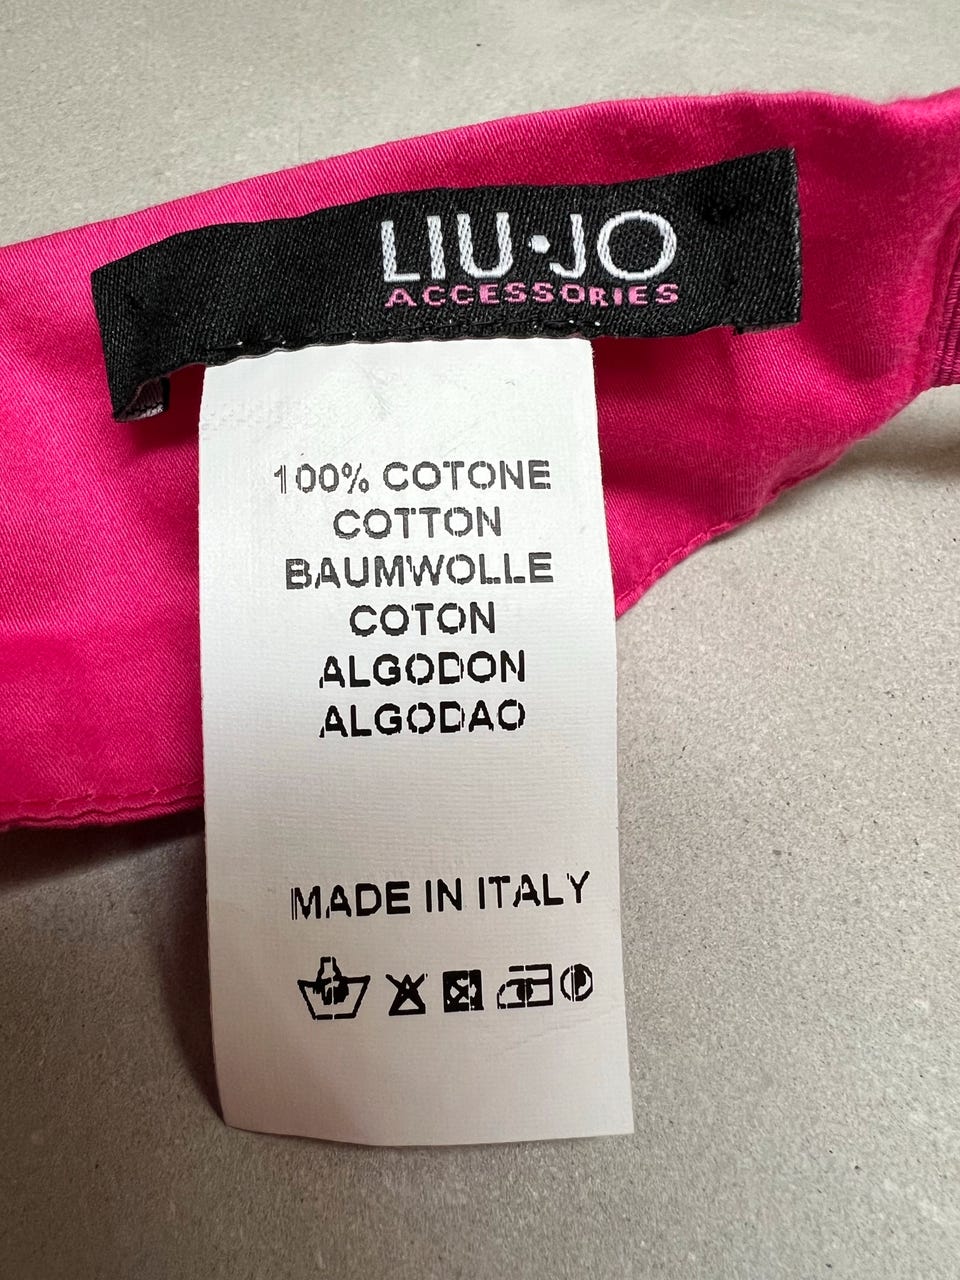 LIU·JO
ACCESSORIES
100% COTONE
COTTON
BAUMWOLLE
COTON
ALGODON
ALGODAO
MADE IN ITALY